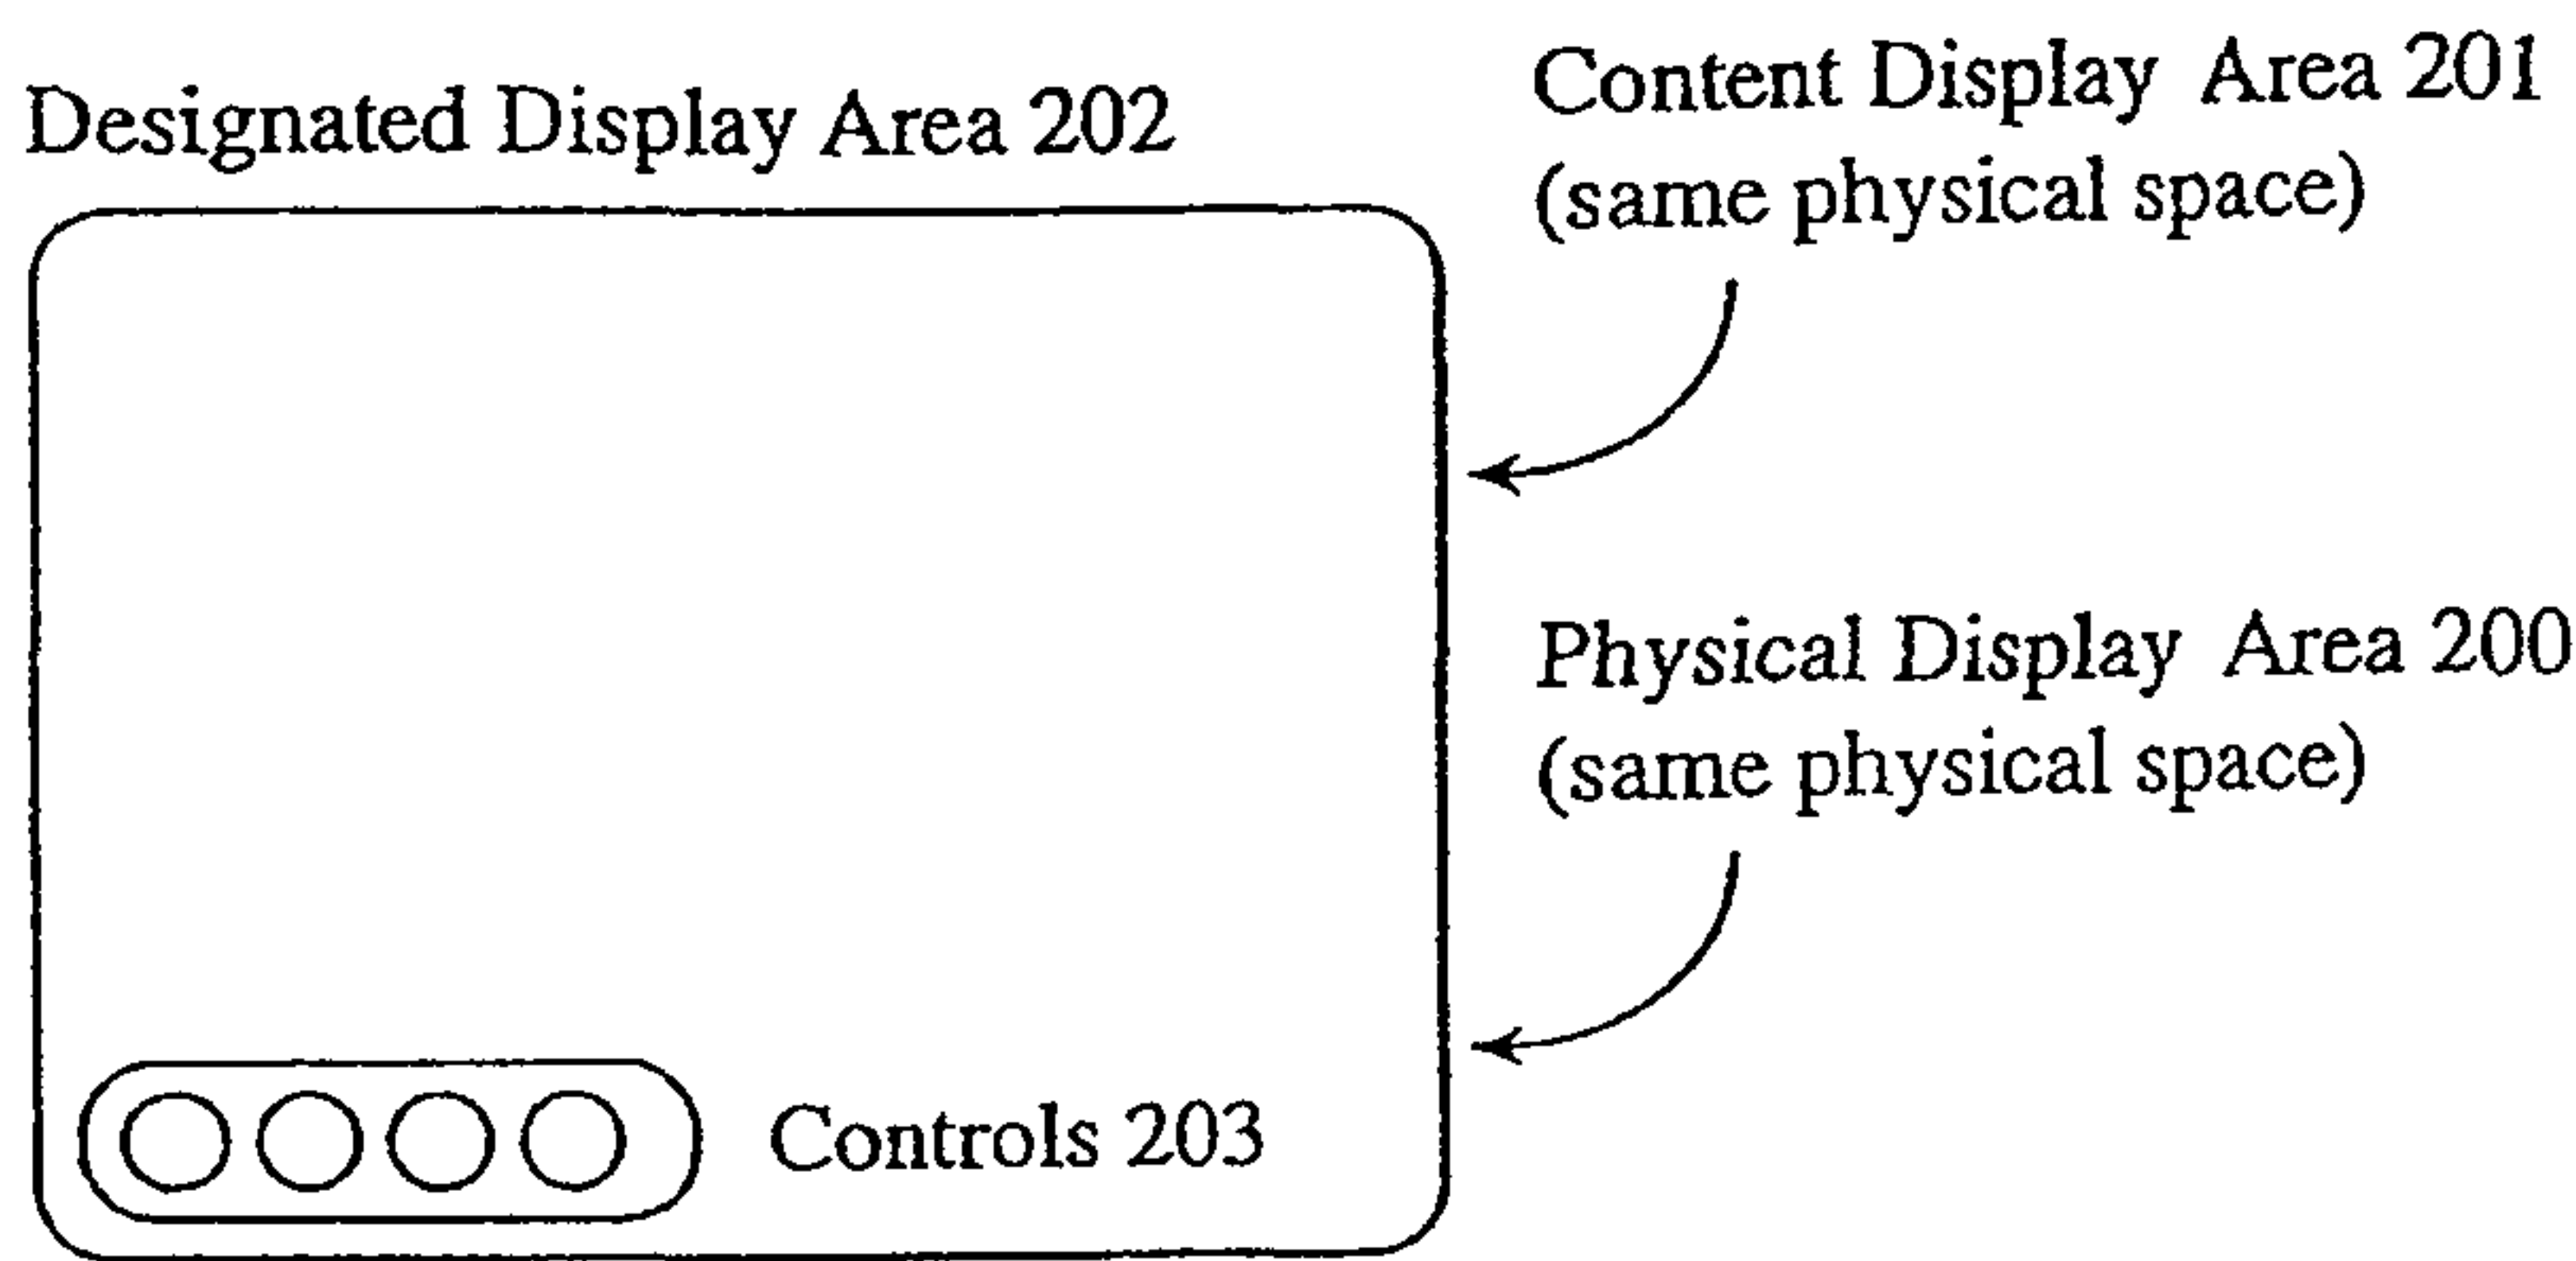 Designated Display Area 202
Content Display Area 201
(same physical space)
Physical Display Area 200
(same physical space)
Controls 203